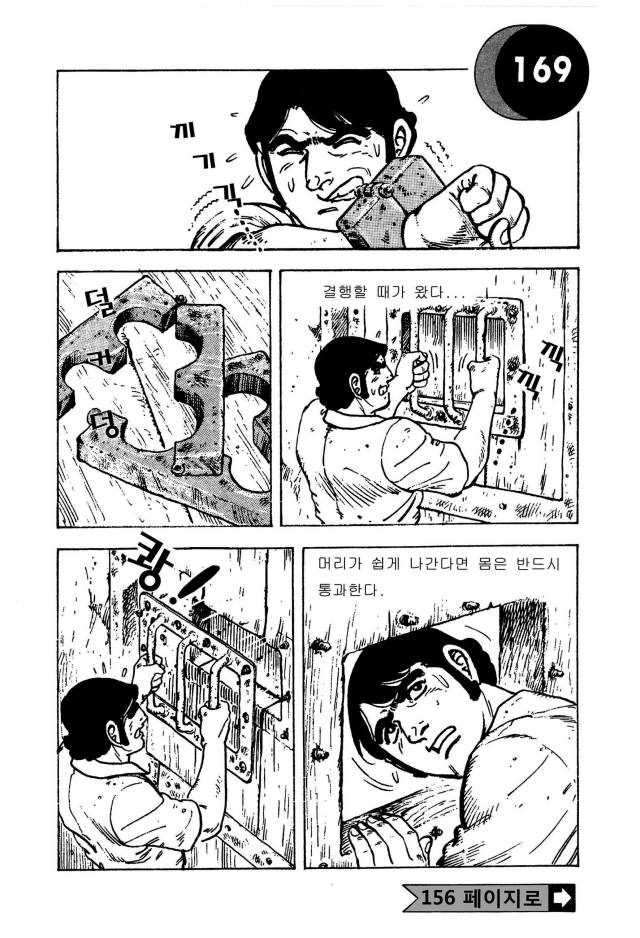 169
끼
기
긱
덜
커
덩
결행할 때가 왔다...
끽
끽
쾅!
머리가 쉽게 나간다면 몸은 반드시
통과한다.
156 페이지로